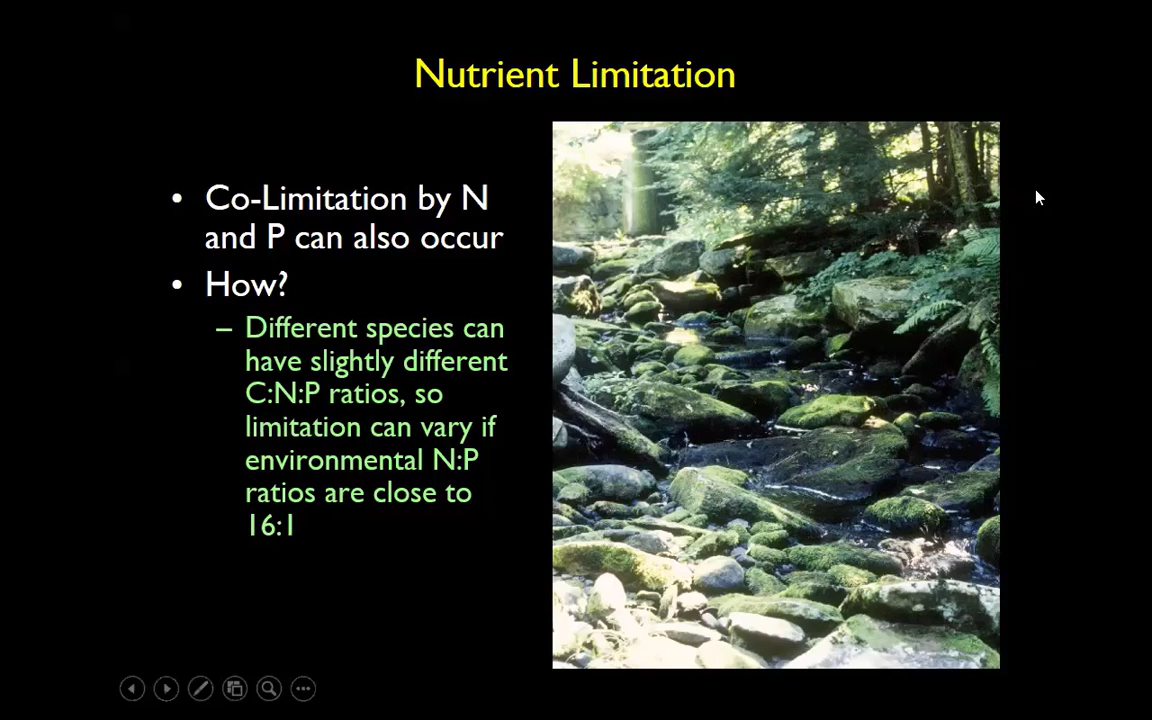 Nutrient Limitation
• Co-Limitation by N
and P can also occur
• How?
– Different species can
have slightly different
C:N:P ratios, so
limitation can vary if
environmental N:P
ratios are close to
16:1